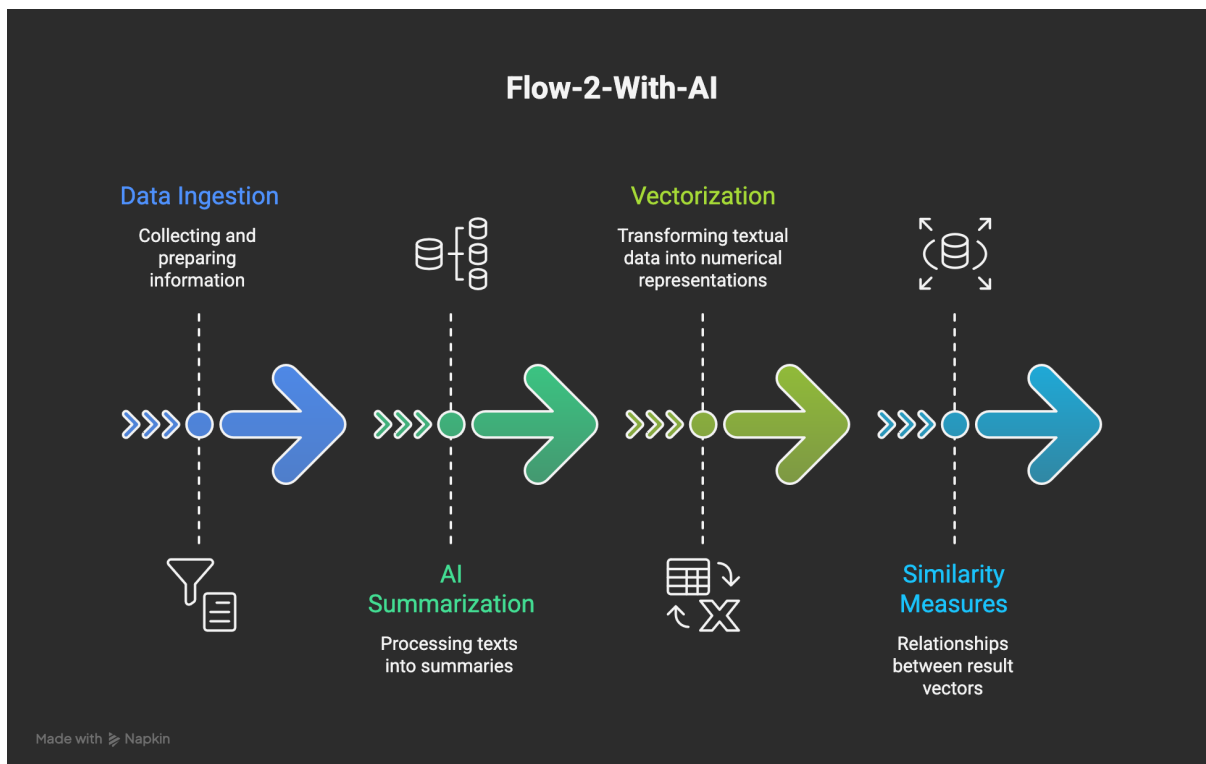 Flow-2-With-AI
Data Ingestion
Collecting and
preparing
information
AI
Summarization
Processing texts
into summaries
Vectorization
Transforming textual
data into numerical
representations
Similarity
Measures
Relationships
between result
vectors
Made with Napkin